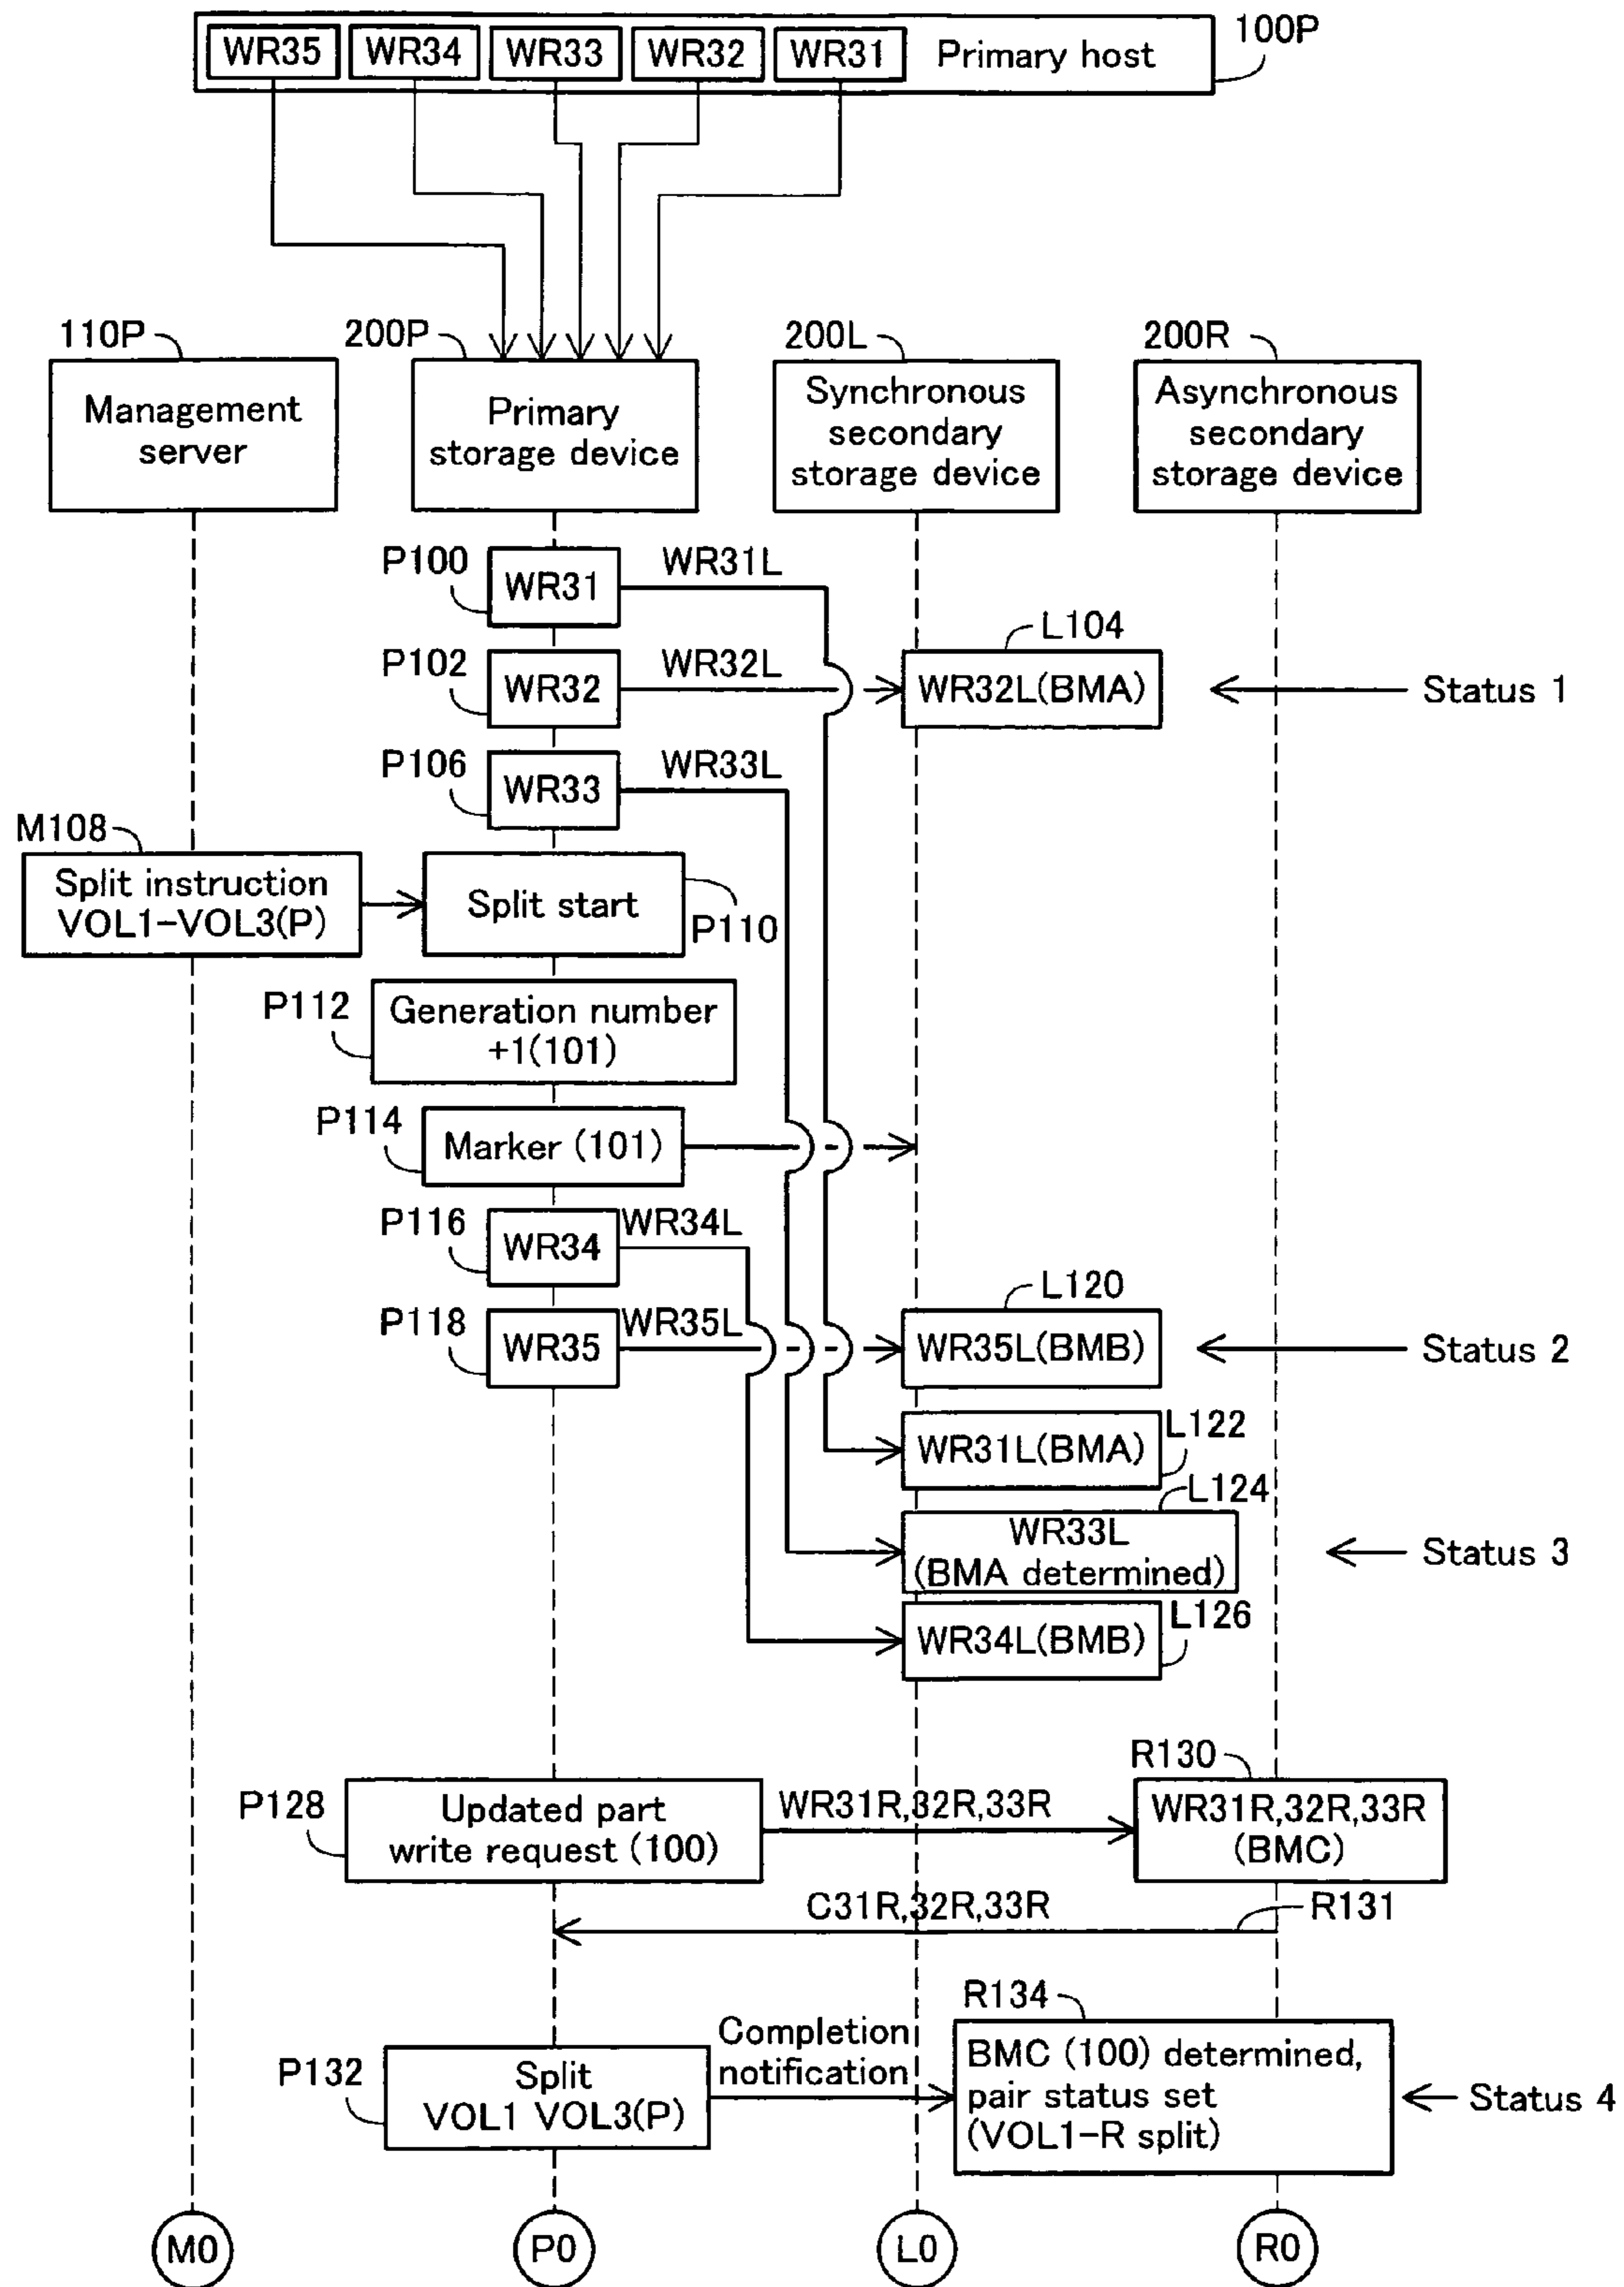 WR35 WR34 WR33 WR32 WR31 Primary host 100P
110P 200P 200L 200R
Management
server
Primary
storage device
Synchronous
secondary
storage device
Asynchronous
secondary
storage device
P100 WR31 WR31L
L104
P102 WR32 WR32L WR32L(BMA) Status 1
P106 WR33 WR33L
M108
Split instruction
VOL1-VOL3(P)
Split start
P110
P112
Generation number
+1(101)
P114 Marker (101)
P116 WR34 WR34L
L120
P118 WR35 WR35L WR35L(BMB) Status 2
WR31L(BMA) L122
L124
WR33L
(BMA determined)
Status 3
WR34L(BMB) L126
R130
P128
Updated part
write request (100)
WR31R,32R,33R
WR31R,32R,33R
(BMC)
C31R,32R,33R R131
R134
P132
Split
VOL1 VOL3(P)
Completion
notification
BMC (100) determined,
pair status set
(VOL1-R split)
Status 4
M0 P0 L0 R0